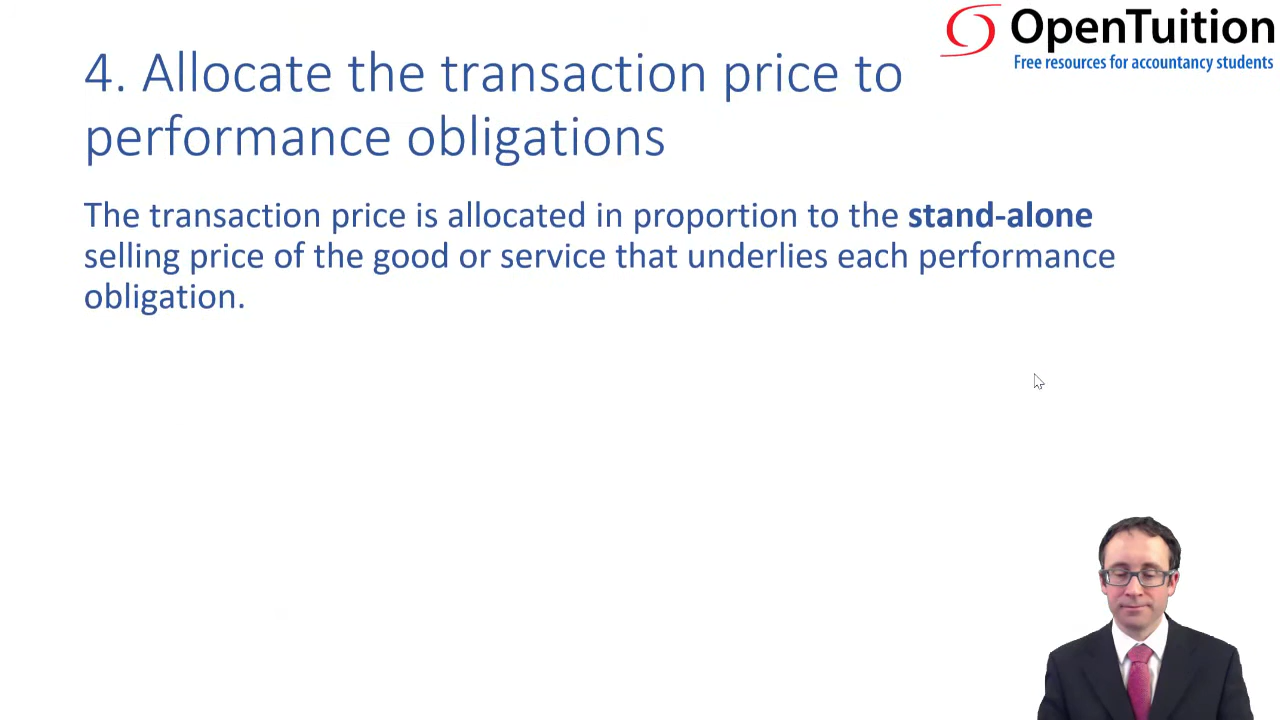 OpenTuition
Free resources for accountancy students
4. Allocate the transaction price to
performance obligations
The transaction price is allocated in proportion to the stand-alone
selling price of the good or service that underlies each performance
obligation.